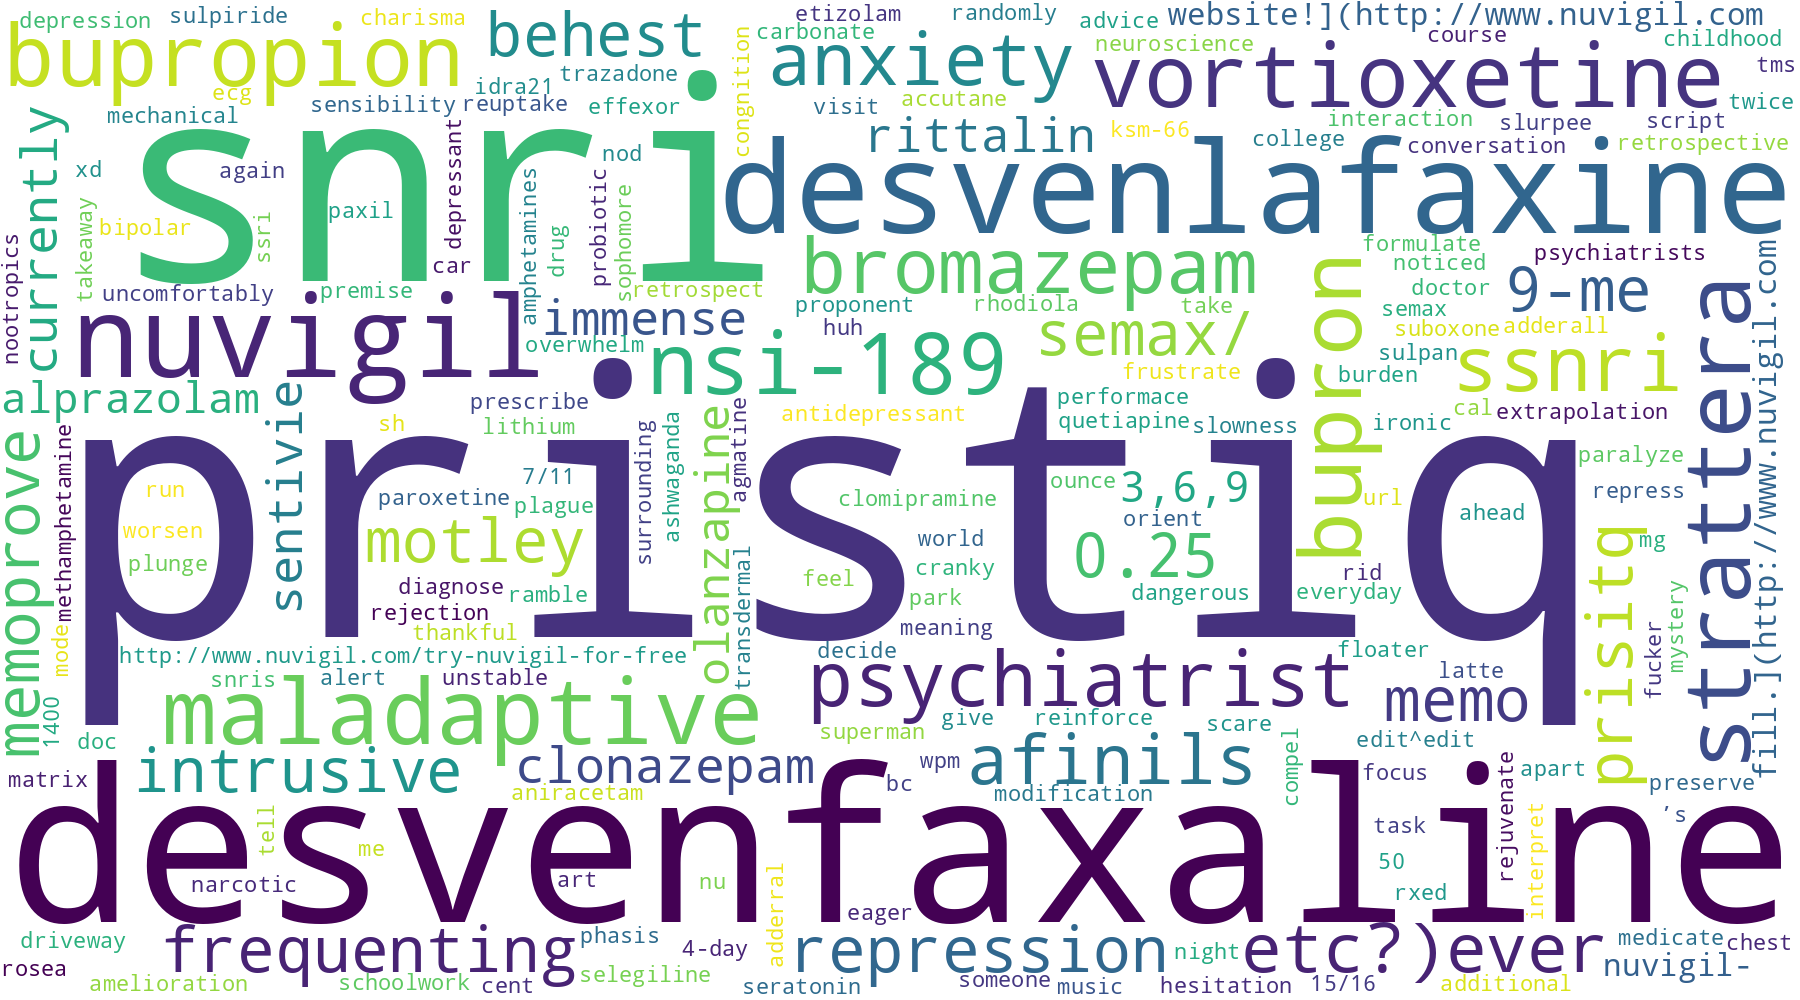 depression
sulpiride
charisma
etizolam
randomly
advice
website!](http://www.nuvigil.com
bupropion
behest
carbonate
anxiety
neuroscience
course
childhood
vortioxetine
tms
ecg
idra21
trazadone
congnition
mechanical
sensibility
reuptake
effexor
visit
accutane
twice
snri
rittalin
ksm-66
interaction
slurpee
script
college
conversation
retrospective
desvenlafaxine
currently
xd
again
depressant
nod
amphetamines
probiotic
sophomore
drug
takeaway
bipolar
ssri
paxil
car
nootropics
uncomfortably
premise
retrospect
bromazepam
formulate
noticed
psychiatrists
doctor
9-me
bupron
strattera
fill.](http://www.nuvigil.com
nuvigil
immense
proponent
rhodiola
take
huh
semax/
semax
suboxone
adderall
overwhelm
nsi-189
sulpan
ssnri
frustrate
burden
alprazolam
sentivie
prescribe
lithium
sh
antidepressant
performace
quetiapine
slowness
ironic
cal
extrapolation
pristiq
memoprove
methamphetamine
run
worsen
plunge
paroxetine
7/11
plague
motley
surrounding
ashwaganda
olanzapine
agmatine
transdermal
clomipramine
ounce
3,6,9
orient
url
ahead
paralyze
repress
world
cranky
0.25
mg
feel
park
dangerous
rid
everyday
prisitq
mystery
fucker
diagnose
ramble
rejection
thankful
meaning
mode
http://www.nuvigil.com/try-nuvigil-for-free
decide
floater
snris
alert
unstable
psychiatrist
latte
memo
1400
doc
maladaptive
superman
give
reinforce
scare
edit^edit
matrix
intrusive
clonazepam
wpm
bc
afinils
compel
focus
apart
preserve
aniracetam
modification
’s
desvenfaxaline
tell
me
task
rejuvenate
interpret
50
rxed
narcotic
art
nu
adderral
eager
driveway
frequenting
phasis
4-day
repression
night
etc?)ever
medicate
chest
rosea
nuvigil-
amelioration
schoolwork
cent
selegiline
seratonin
someone
music
hesitation
15/16
additional